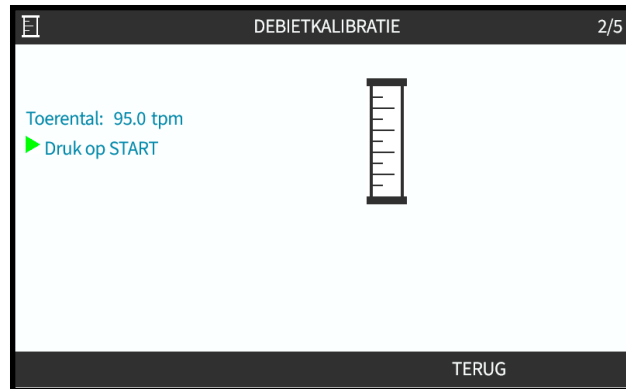 DEBIETKALIBRATIE 2/5
Toerental: 95.0 tpm
Druk op START
TERUG